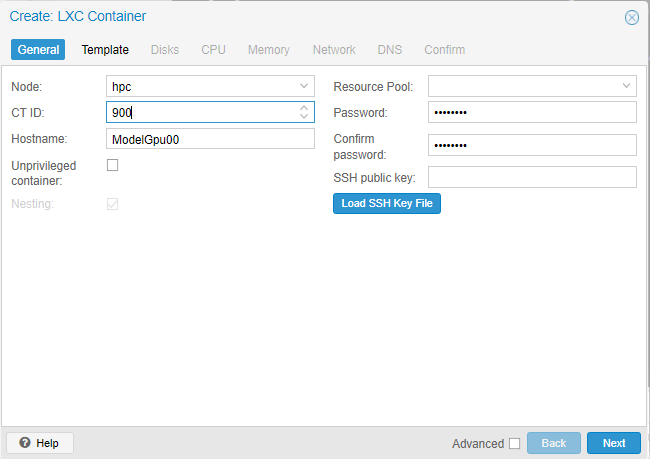 Create: LXC Container
General Template Disks CPU Memory Network DNS Confirm
Node: hpc
Resource Pool:
CT ID: 900
Password: ••••••••
Hostname: ModelGpu00
Confirm
password: ••••••••
Unprivileged
container:
SSH public key:
Nesting:
Load SSH Key File
Help
Advanced
Back
Next